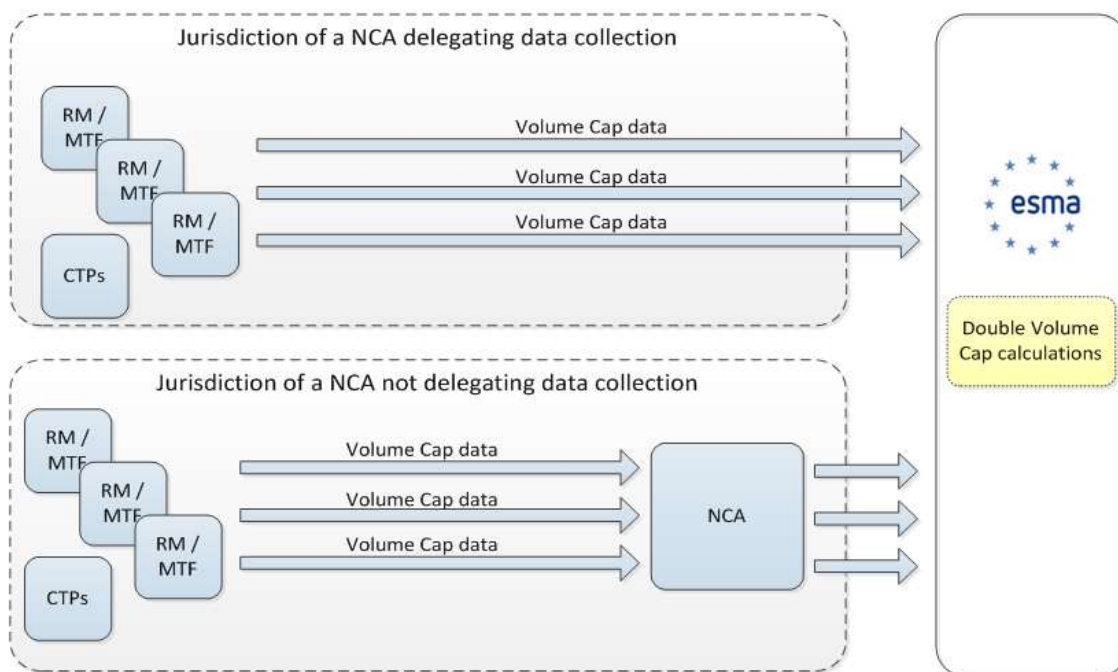 Jurisdiction of a NCA delegating data collection
RM /
MTF
RM /
MTF
RM /
MTF
CTPs
Volume Cap data
Volume Cap data
Volume Cap data
esma
Double Volume
Cap calculations
Jurisdiction of a NCA not delegating data collection
RM /
MTF
RM /
MTF
RM /
MTF
CTPs
Volume Cap data
Volume Cap data
Volume Cap data
NCA